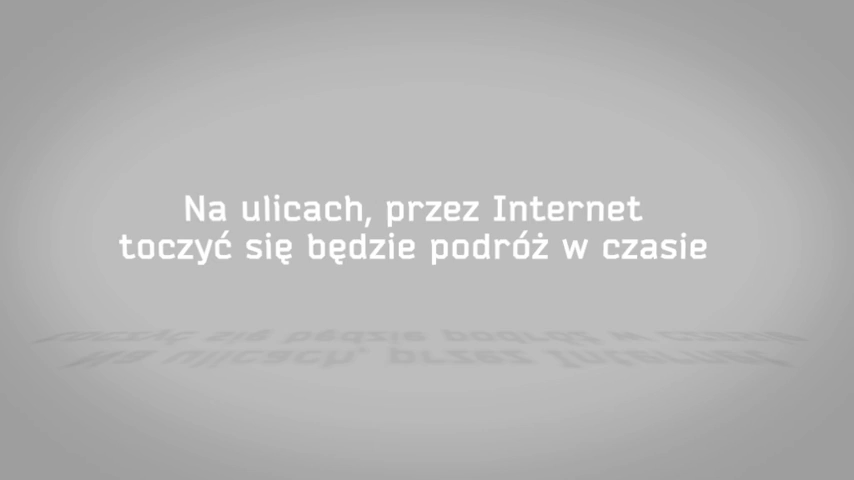 Na ulicach, przez Internet
toczyć się będzie podróż w czasie